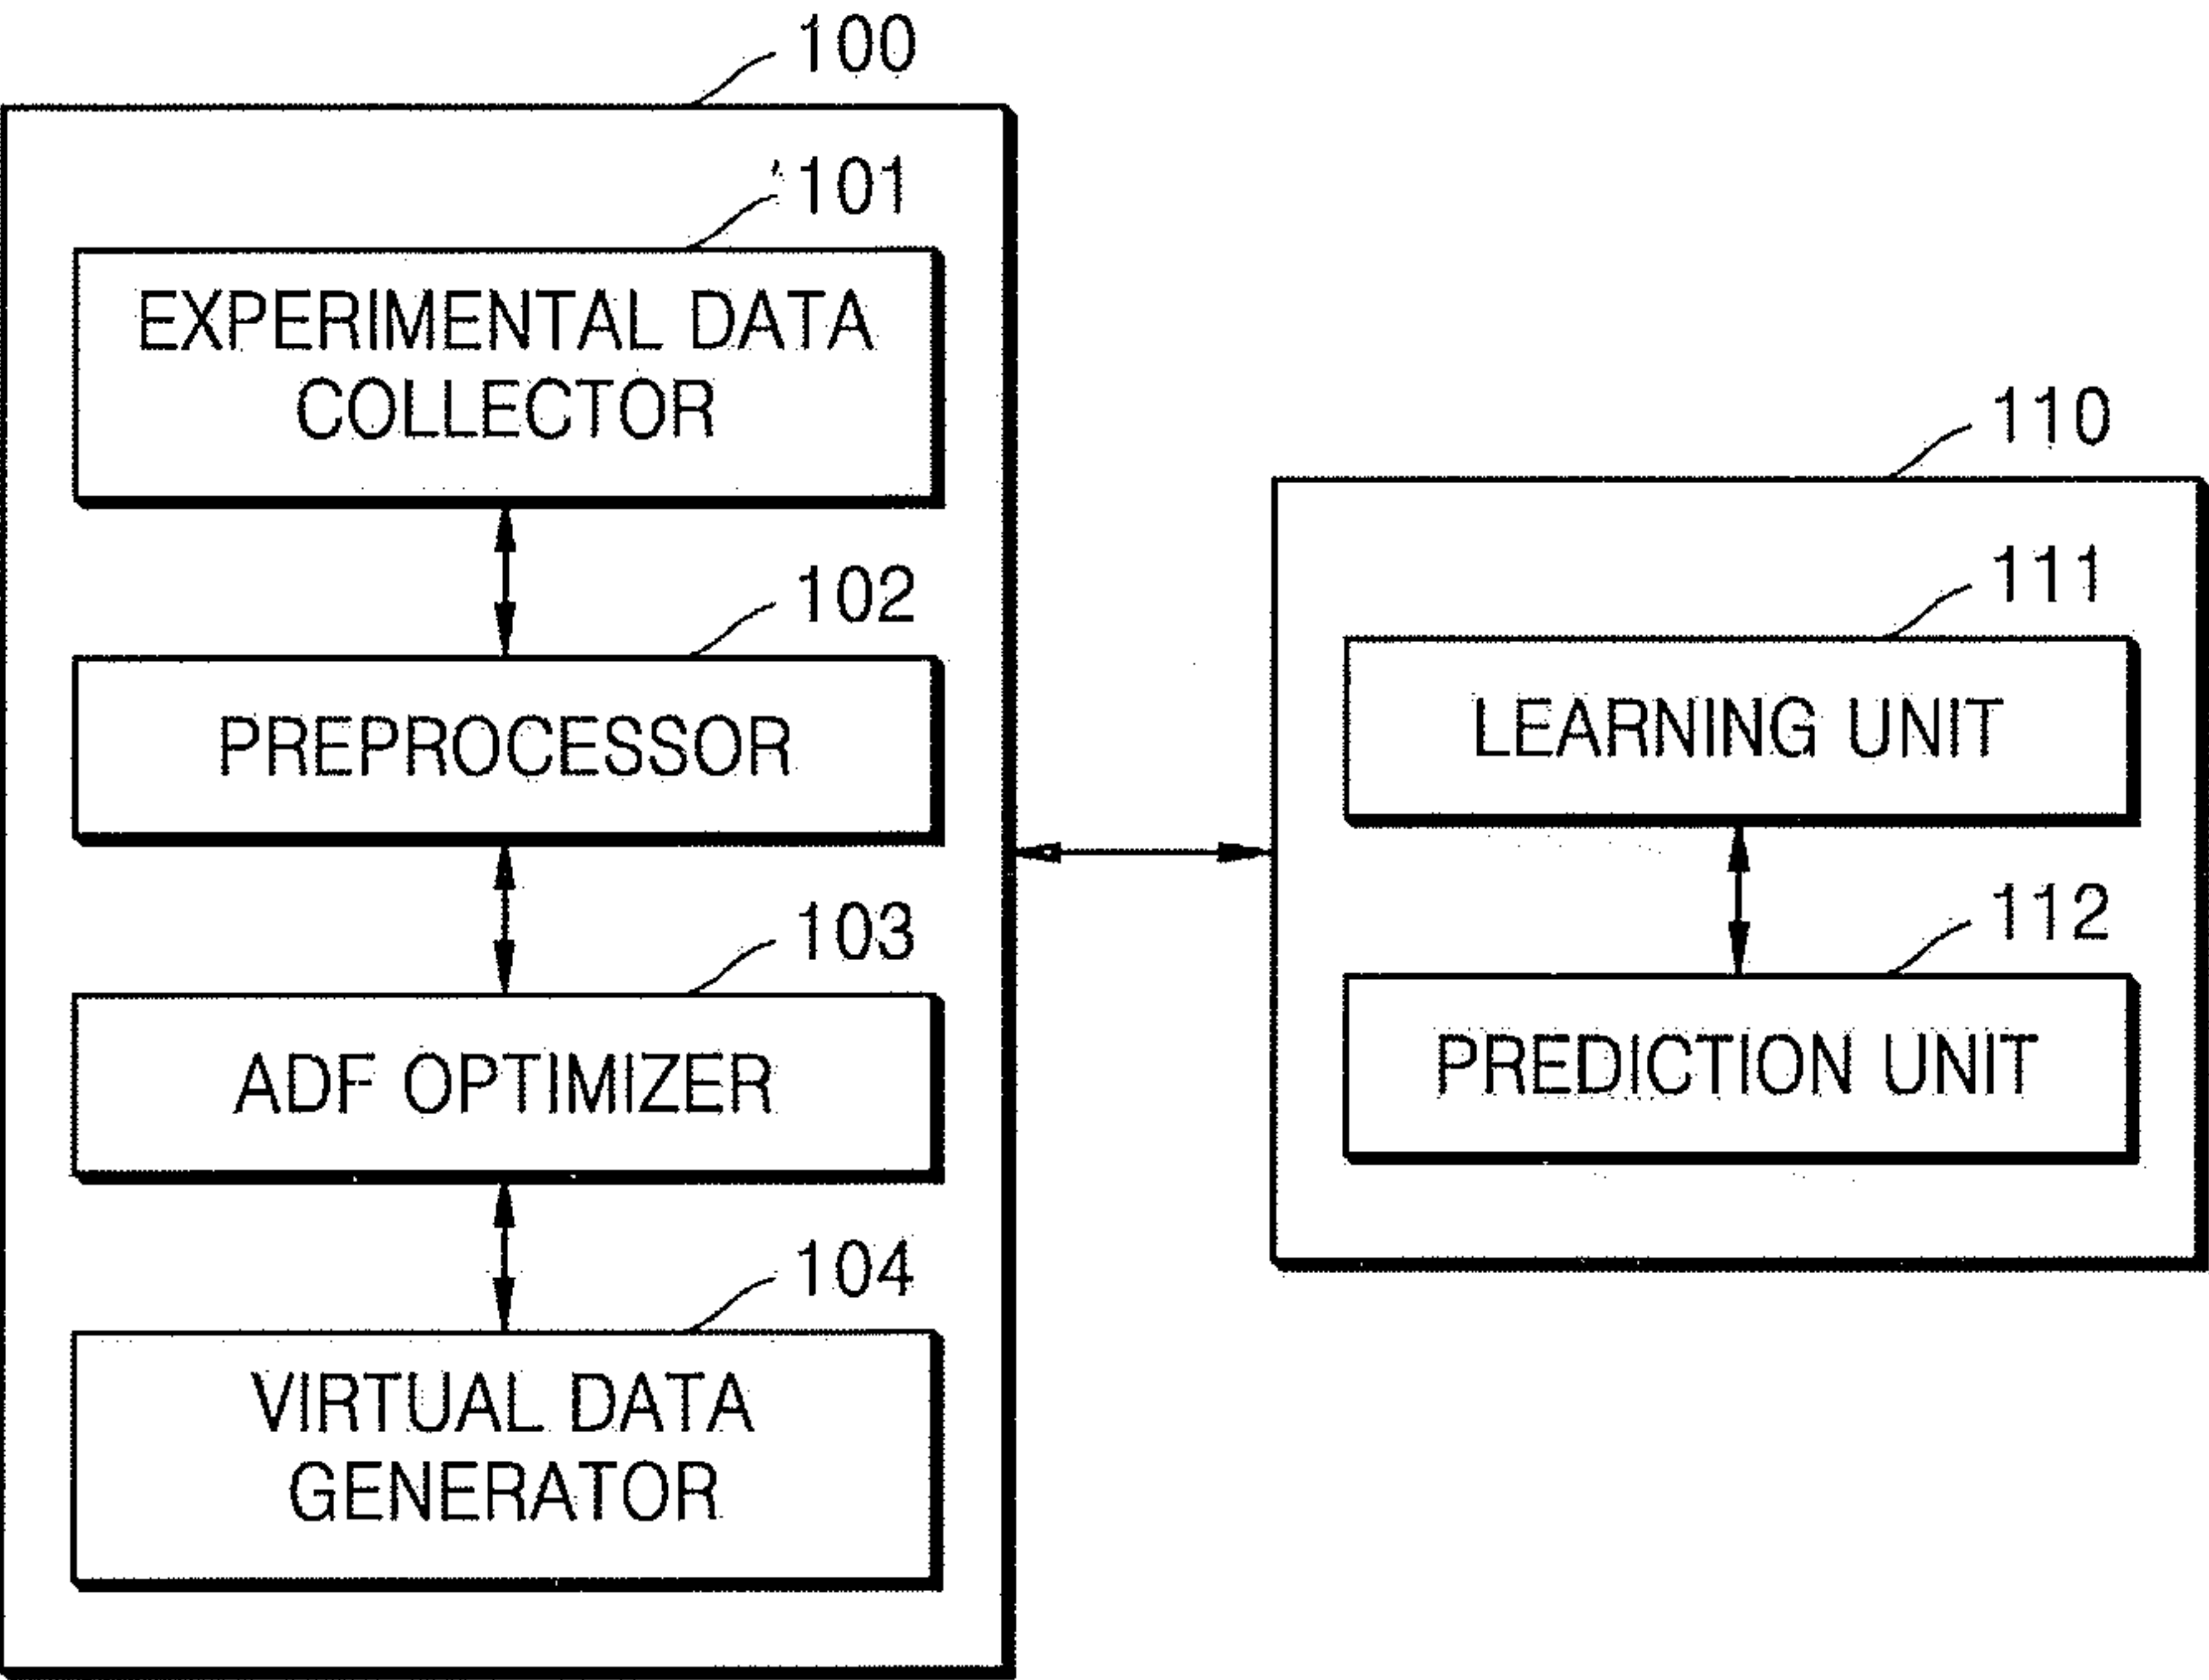 100
101
EXPERIMENTAL DATA
COLLECTOR
102
PREPROCESSOR
103
ADF OPTIMIZER
104
VIRTUAL DATA
GENERATOR
110
111
LEARNING UNIT
112
PREDICTION UNIT